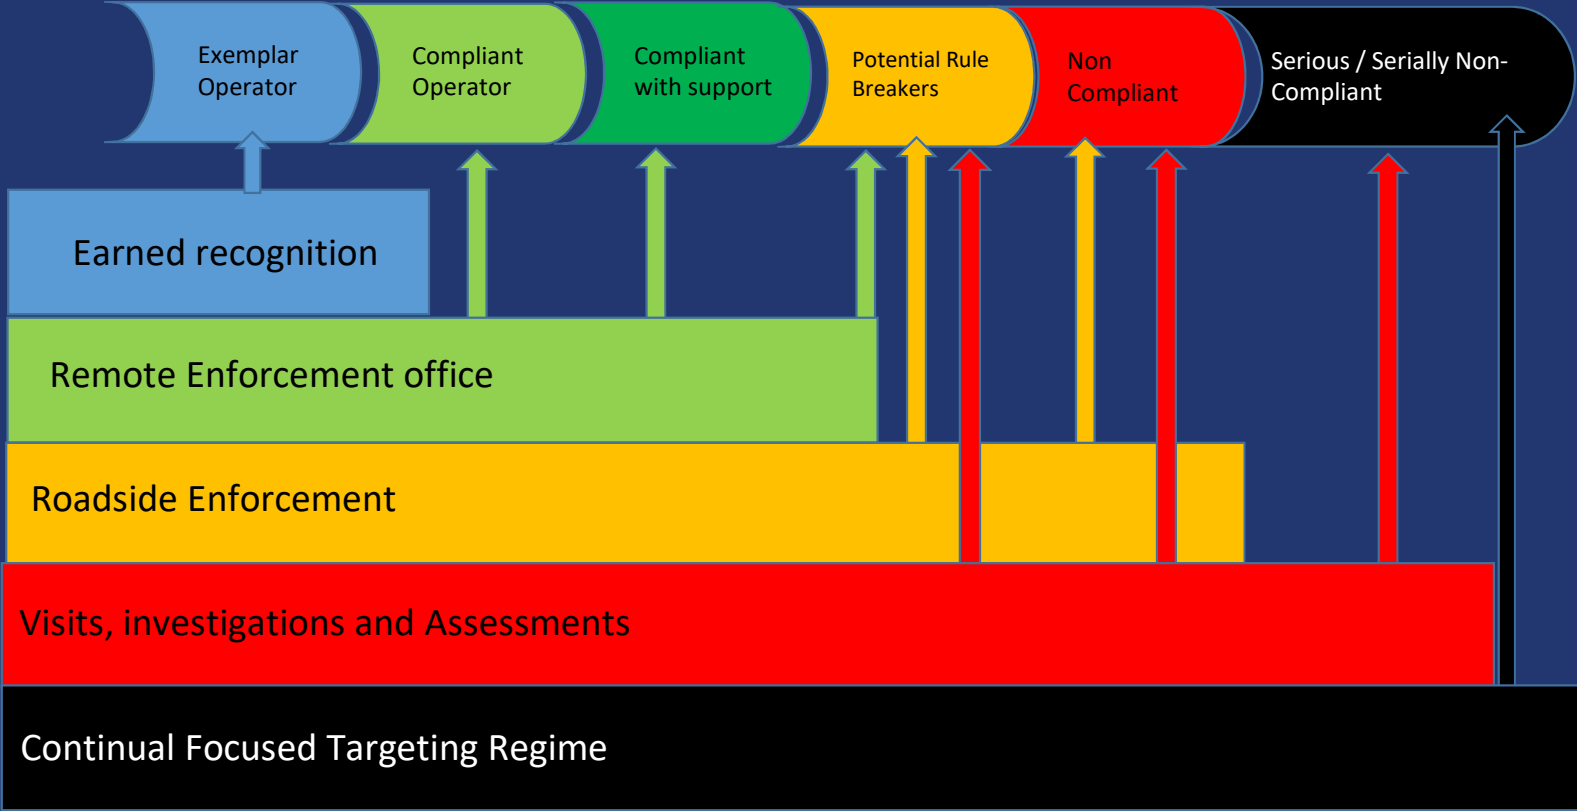 Exemplar
Operator
Compliant
Operator
Compliant
with support
Potential Rule
Breakers
Non
Compliant
Serious / Serially Non-
Compliant
Earned recognition
Remote Enforcement office
Roadside Enforcement
Visits, investigations and Assessments
Continual Focused Targeting Regime